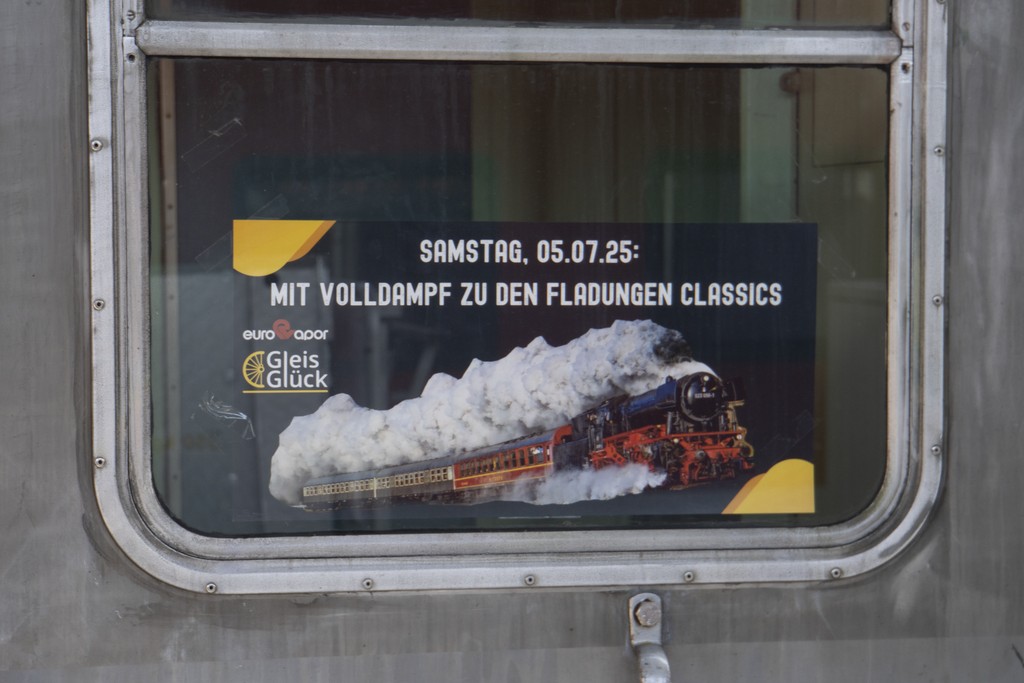 SAMSTAG, 05.07.25:
MIT VOLLDAMPF ZU DEN FLADUNGEN CLASSICS
eurovapor
Gleis
Glück